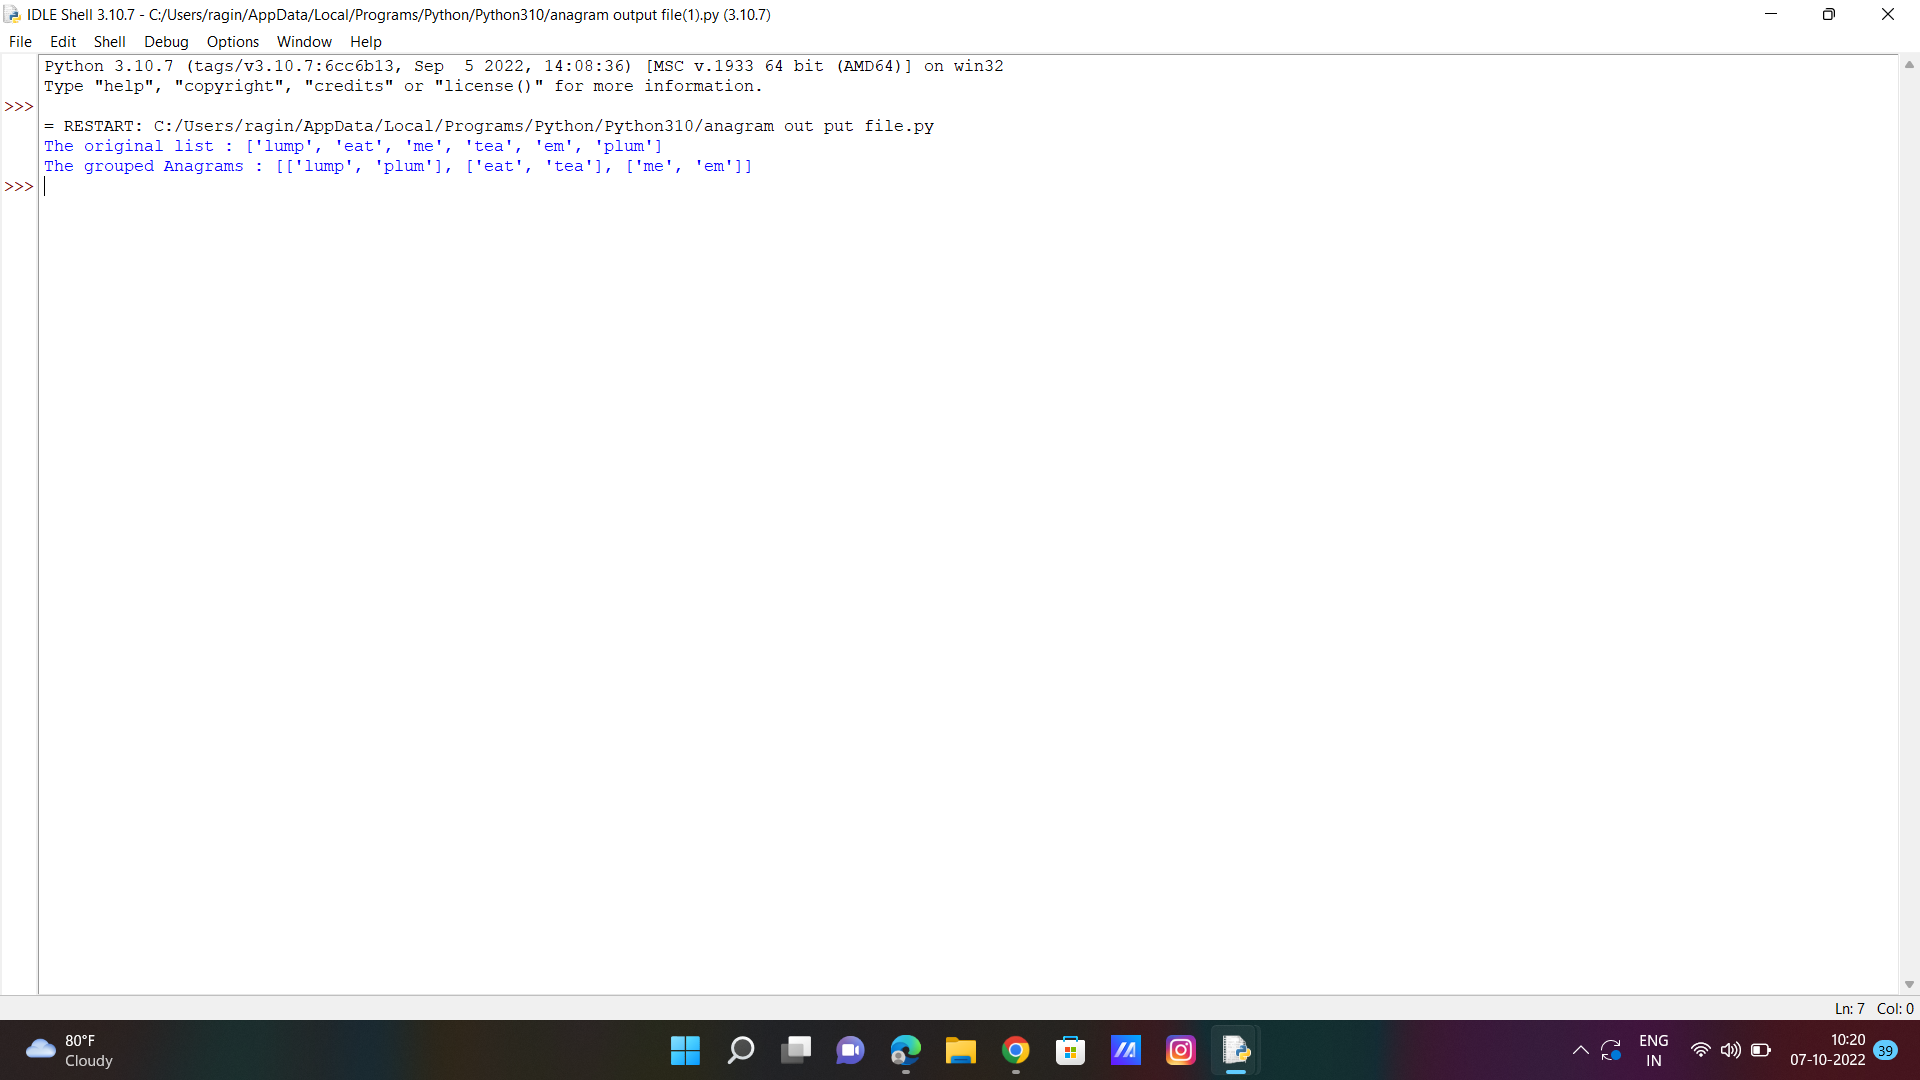 IDLE Shell 3.10.7 - C:/Users/ragin/AppData/Local/Programs/Python/Python310/anagram output file(1).py (3.10.7)
File Edit Shell Debug Options Window Help
Python 3.10.7 (tags/v3.10.7:6cc6b13, Sep  5 2022, 14:08:36) [MSC v.1933 64 bit (AMD64)] on win32
Type "help", "copyright", "credits" or "license()" for more information.
>>>
= RESTART: C:/Users/ragin/AppData/Local/Programs/Python/Python310/anagram out put file.py
The original list : ['lump', 'eat', 'me', 'tea', 'em', 'plum']
The grouped Anagrams : [['lump', 'plum'], ['eat', 'tea'], ['me', 'em']]
>>>
Ln: 7 Col: 0
80°F
Cloudy
ENG
IN
10:20
07-10-2022
39